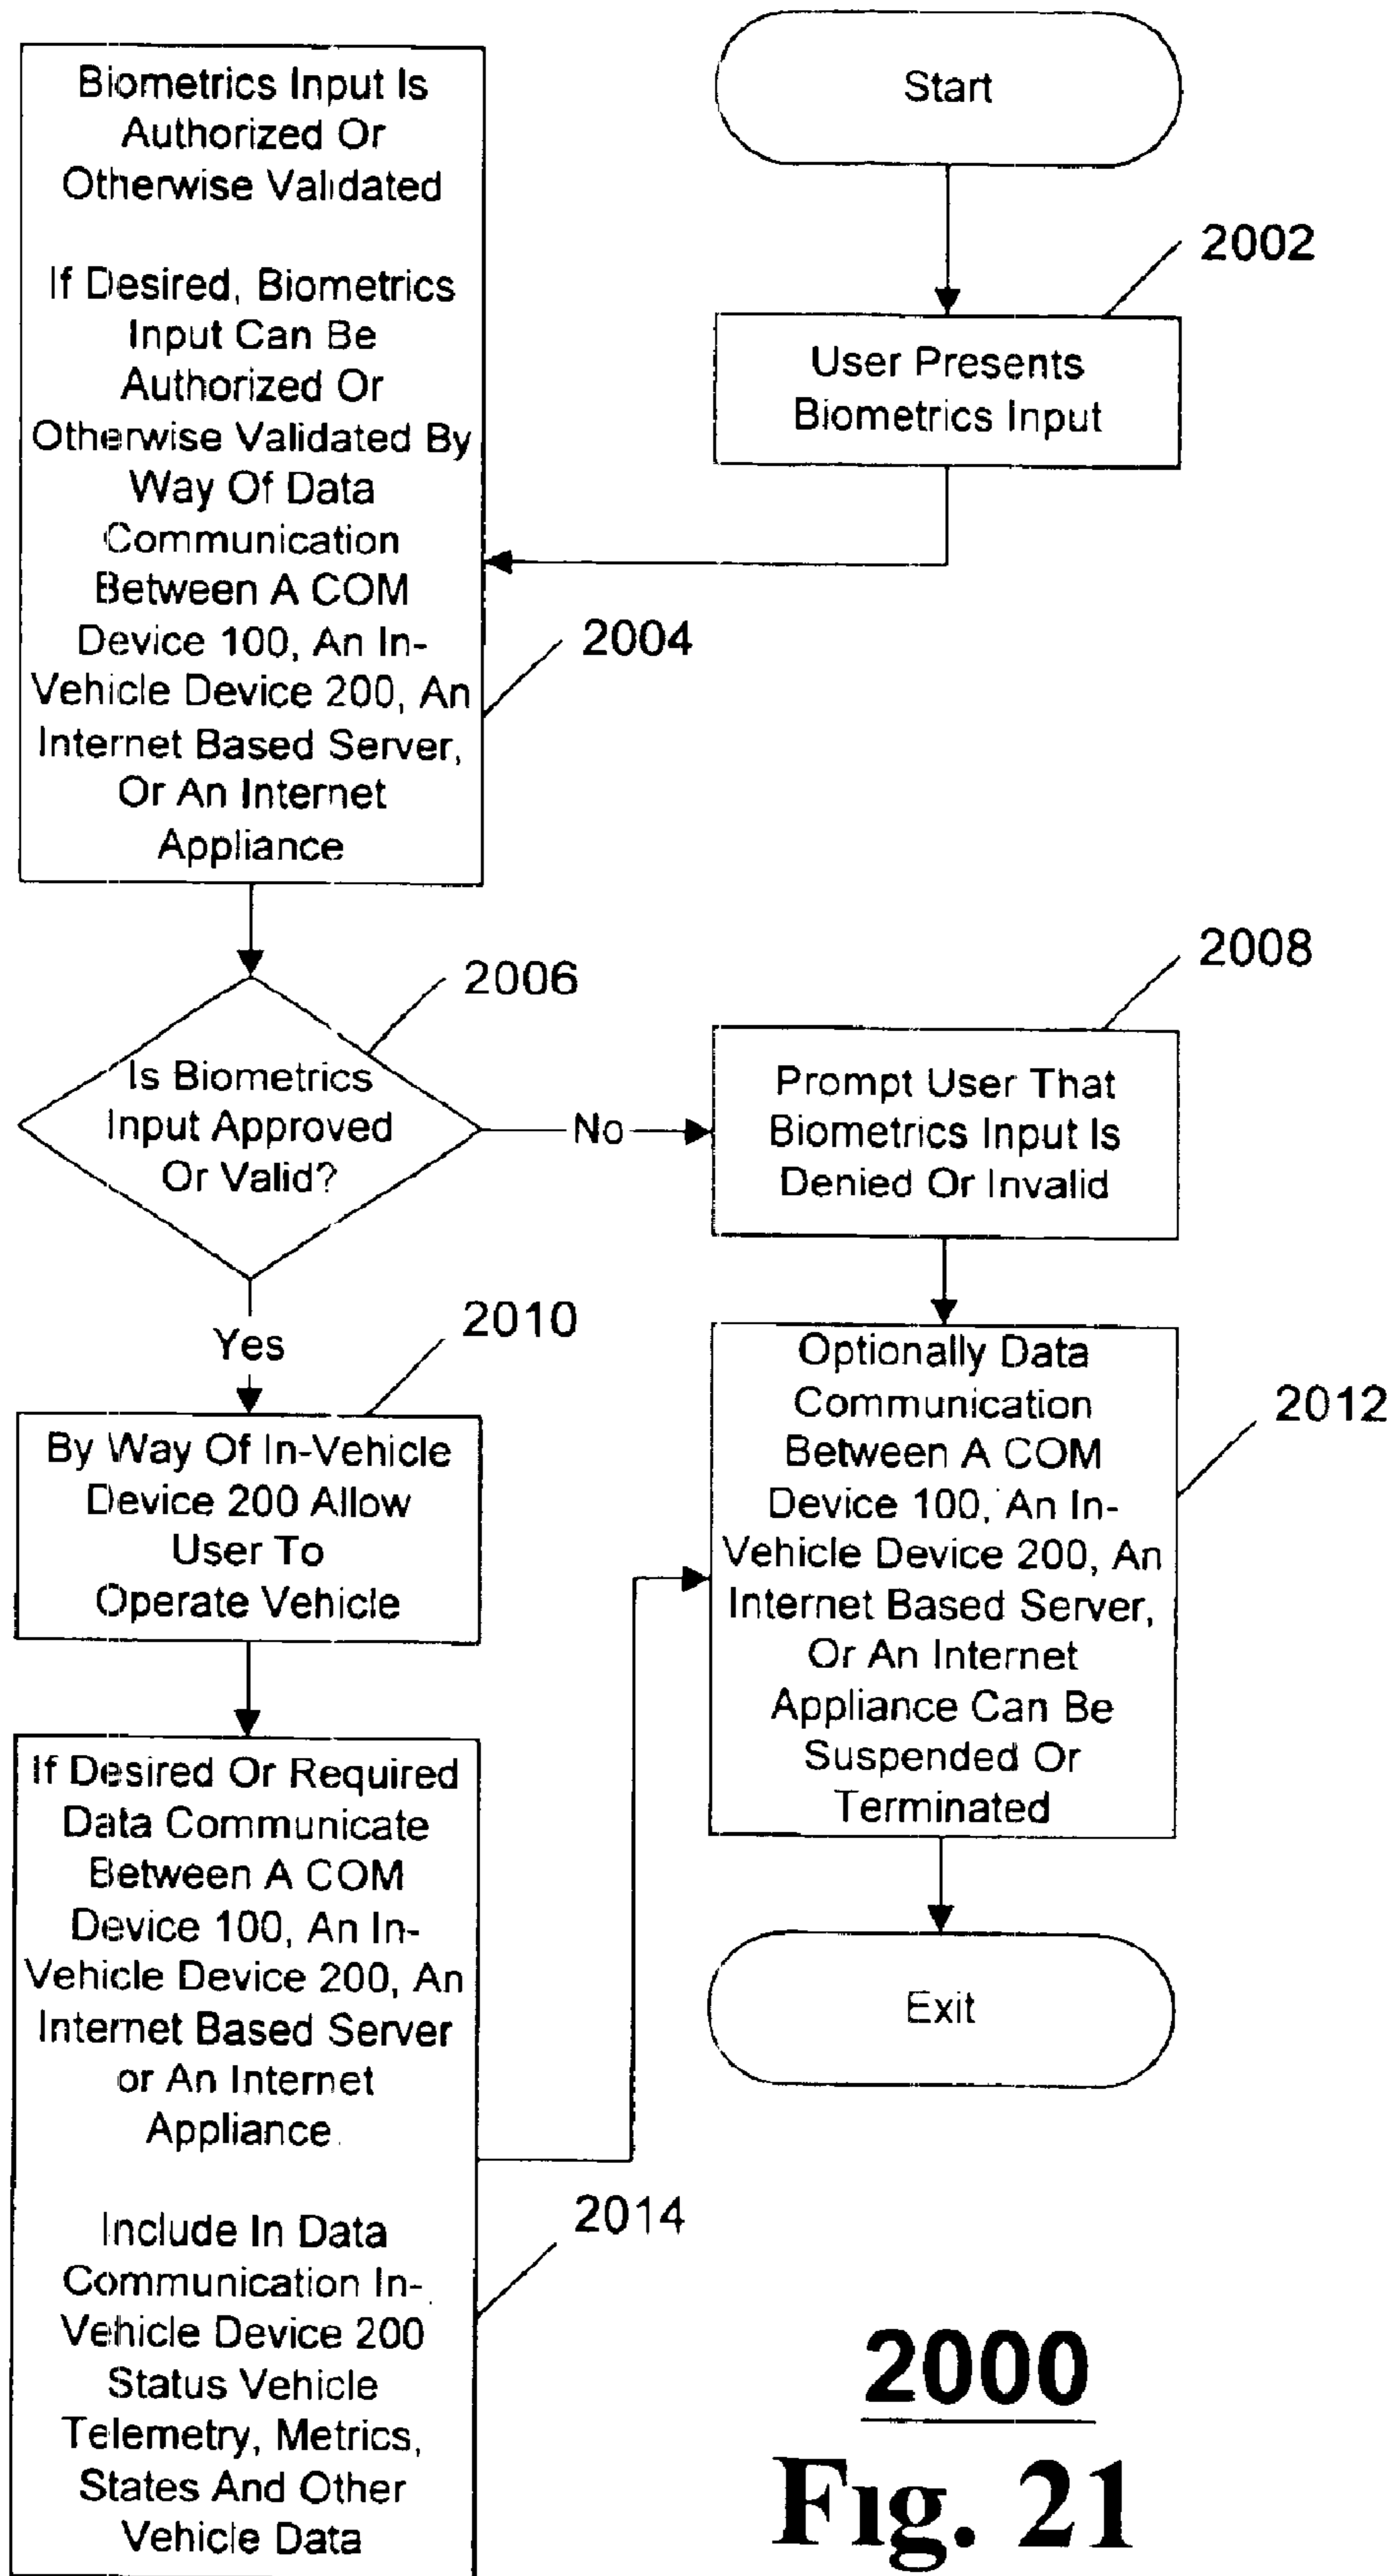 Start
2002
User Presents
Biometrics Input
Biometrics Input Is
Authorized Or
Otherwise Validated
If Desired, Biometrics
Input Can Be
Authorized Or
Otherwise Validated By
Way Of Data
Communication
Between A COM
Device 100, An In-
Vehicle Device 200, An
Internet Based Server,
Or An Internet
Appliance
2004
2006
Is Biometrics
Input Approved
Or Valid?
No
2008
Prompt User That
Biometrics Input Is
Denied Or Invalid
Yes
2010
By Way Of In-Vehicle
Device 200 Allow
User To
Operate Vehicle
2012
Optionally Data
Communication
Between A COM
Device 100, An In-
Vehicle Device 200, An
Internet Based Server,
Or An Internet
Appliance Can Be
Suspended Or
Terminated
If Desired Or Required
Data Communicate
Between A COM
Device 100, An In-
Vehicle Device 200, An
Internet Based Server
or An Internet
Appliance.
Include In Data
Communication In-
Vehicle Device 200
Status Vehicle
Telemetry, Metrics,
States And Other
Vehicle Data
2014
Exit
2000
Fig. 21